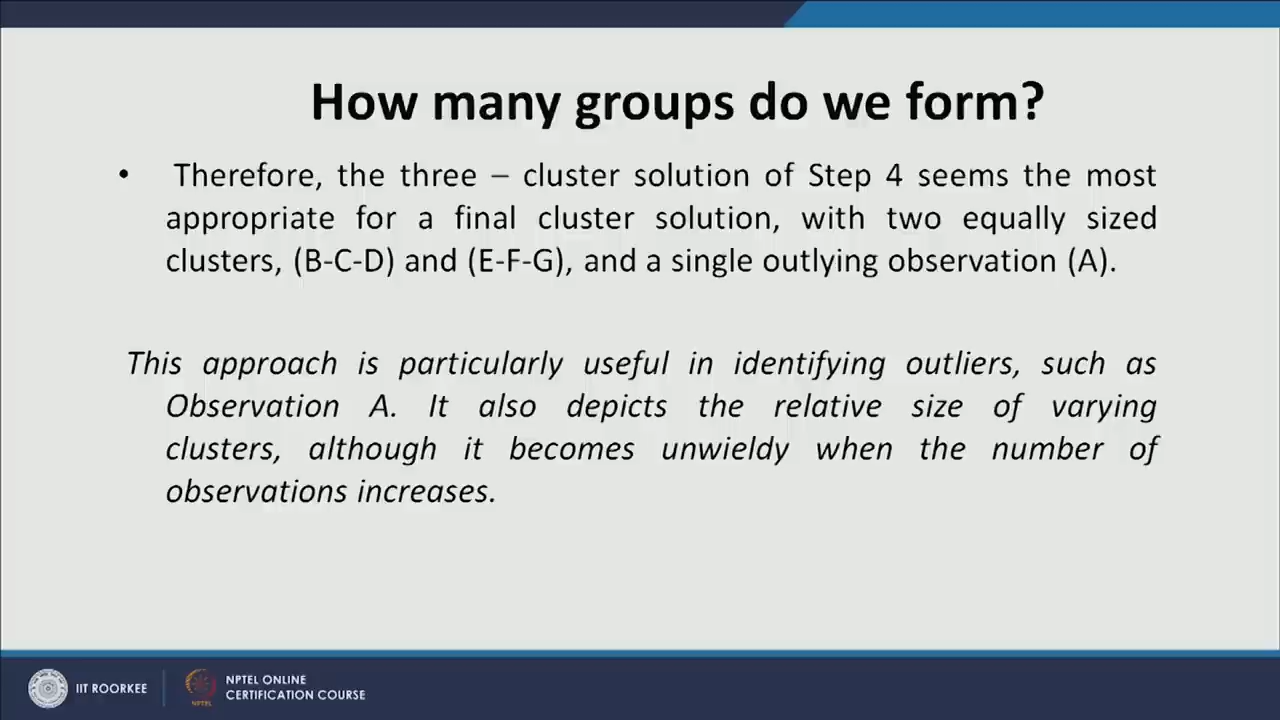 How many groups do we form?
• Therefore, the three – cluster solution of Step 4 seems the most
appropriate for a final cluster solution, with two equally sized
clusters, (B-C-D) and (E-F-G), and a single outlying observation (A).
This approach is particularly useful in identifying outliers, such as
Observation A. It also depicts the relative size of varying
clusters, although it becomes unwieldy when the number of
observations increases.
IIT ROORKEE
NPTEL ONLINE
CERTIFICATION COURSE
NPTEL